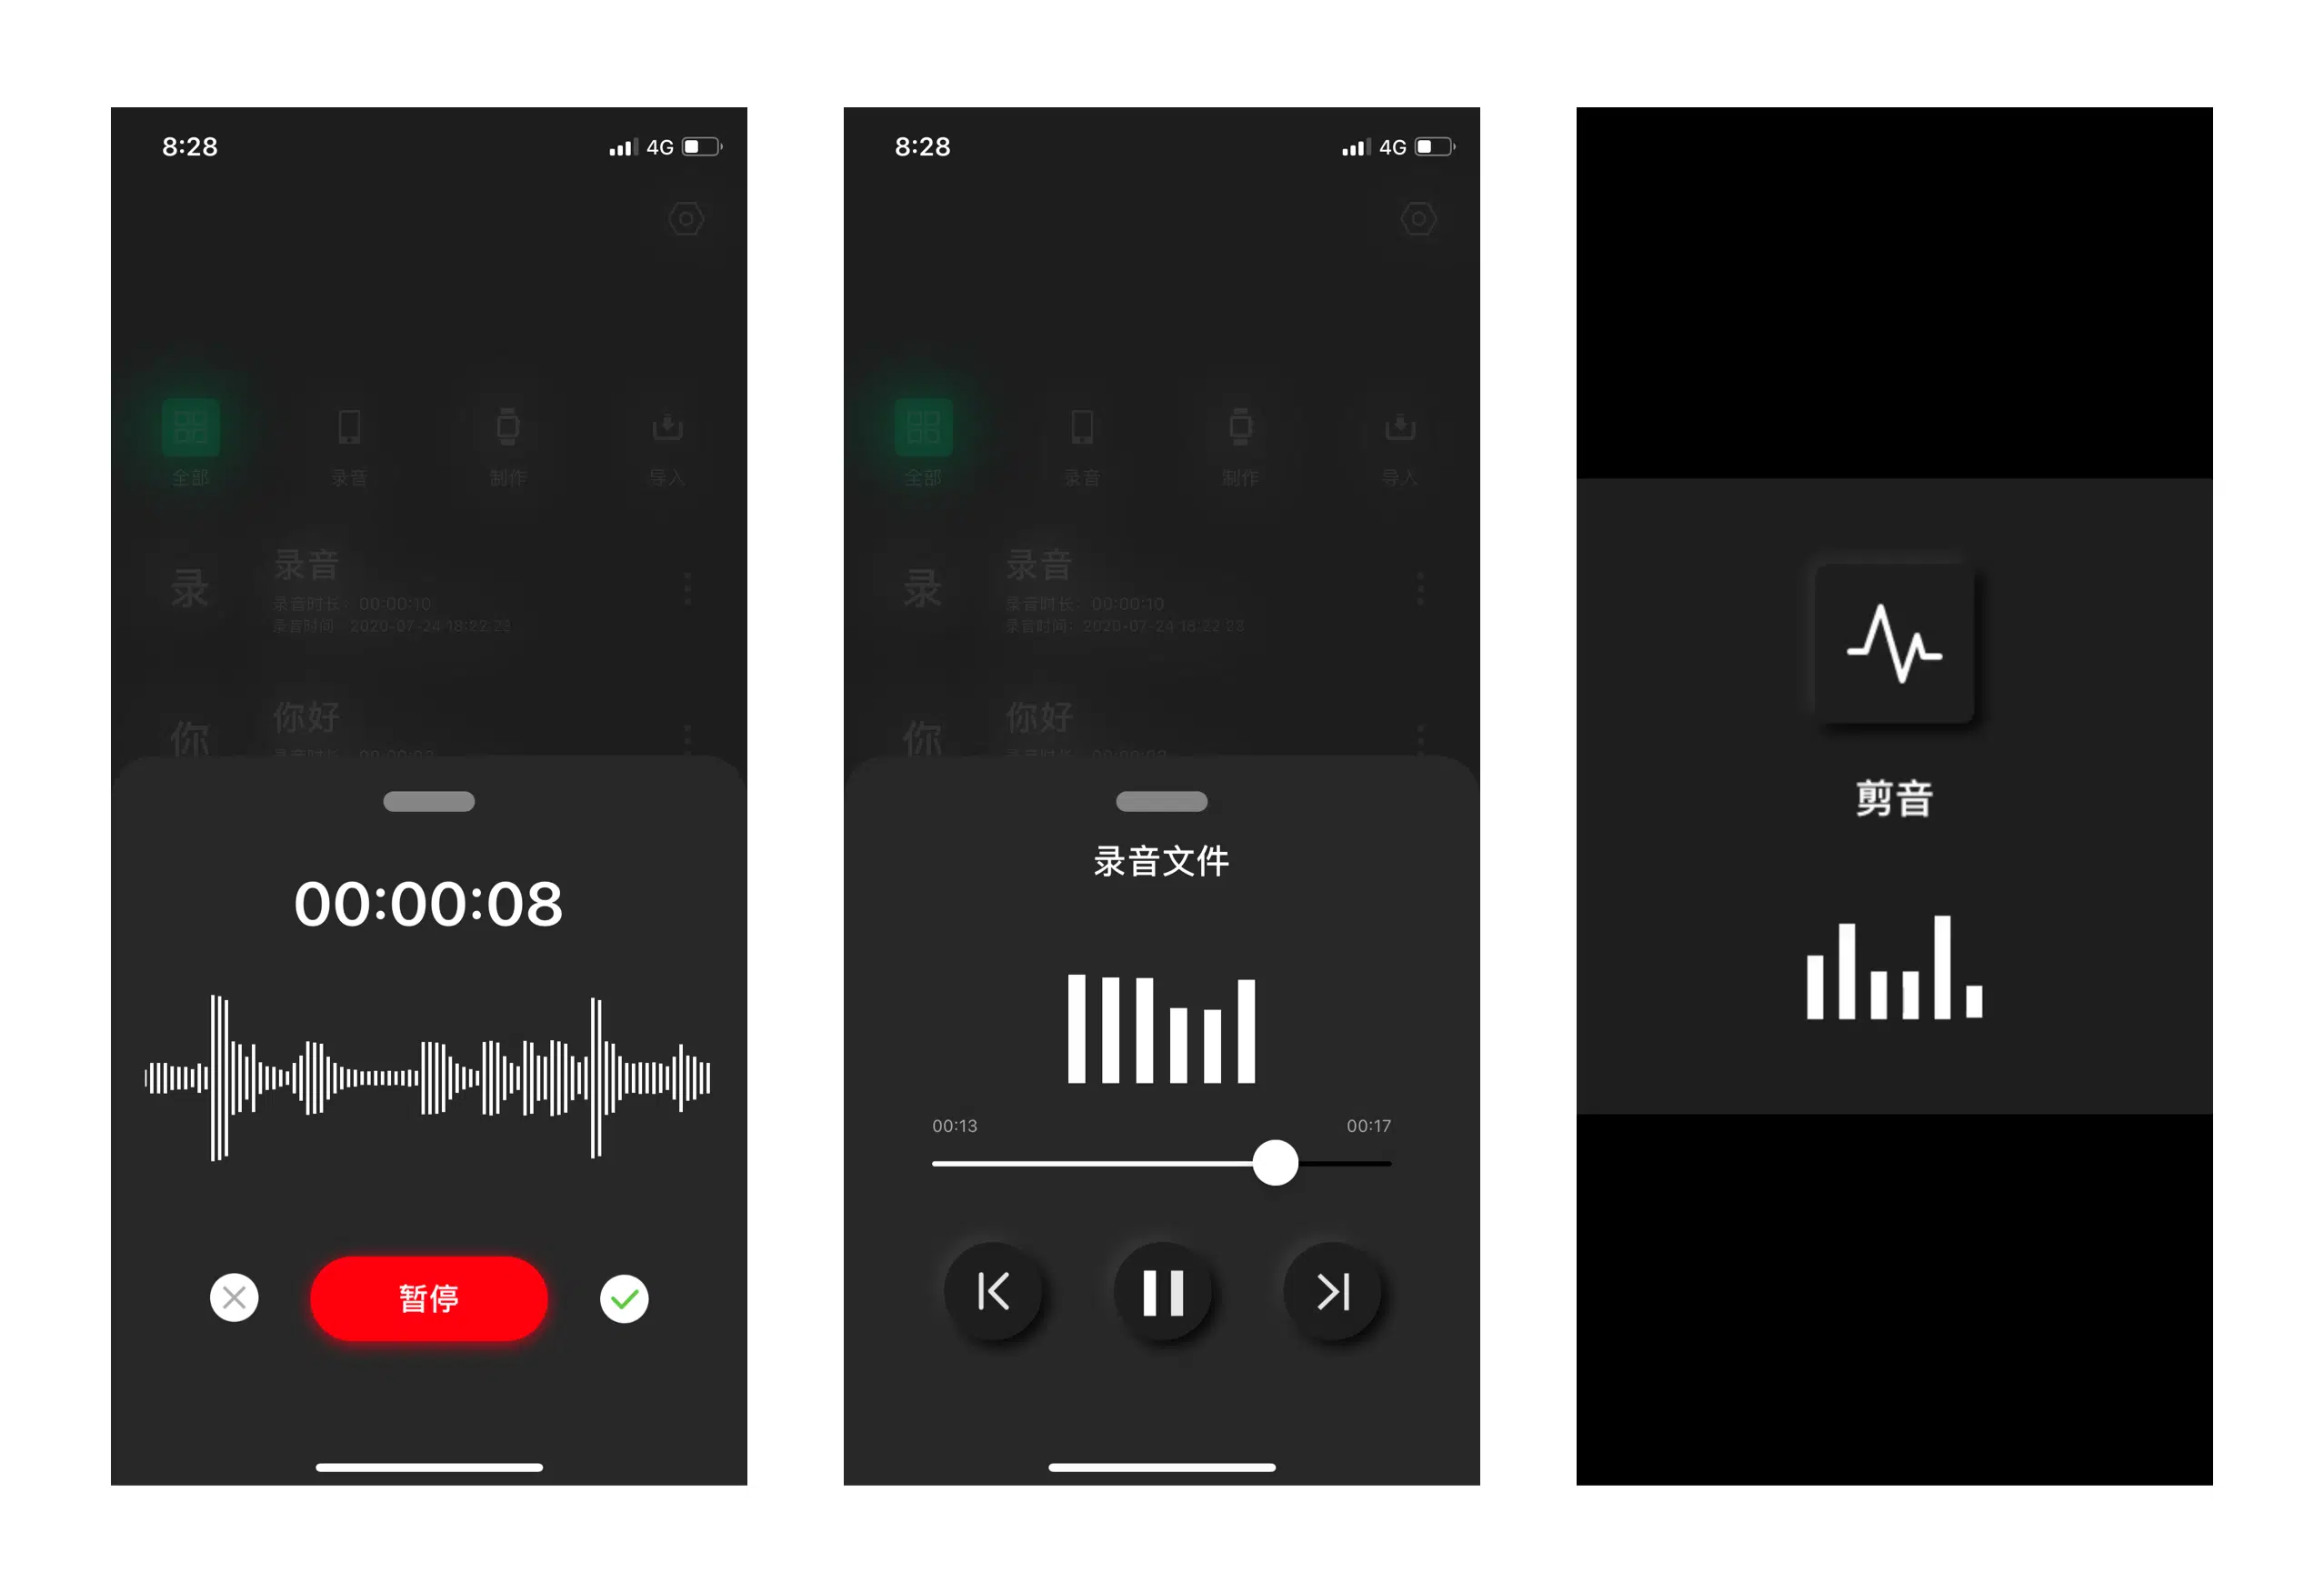 8:28
4G
全部
录音
制作
导入
录
录音
录音时长：00:00:10
录音时间：2020-07-24 18:22:23
你
你好
00:00:08
暂停
8:28
4G
全部
录音
制作
导入
录
录音
录音时长：00:00:10
录音时间：2020-07-24 18:22:23
你
你好
录音文件
00:13
00:17
剪音